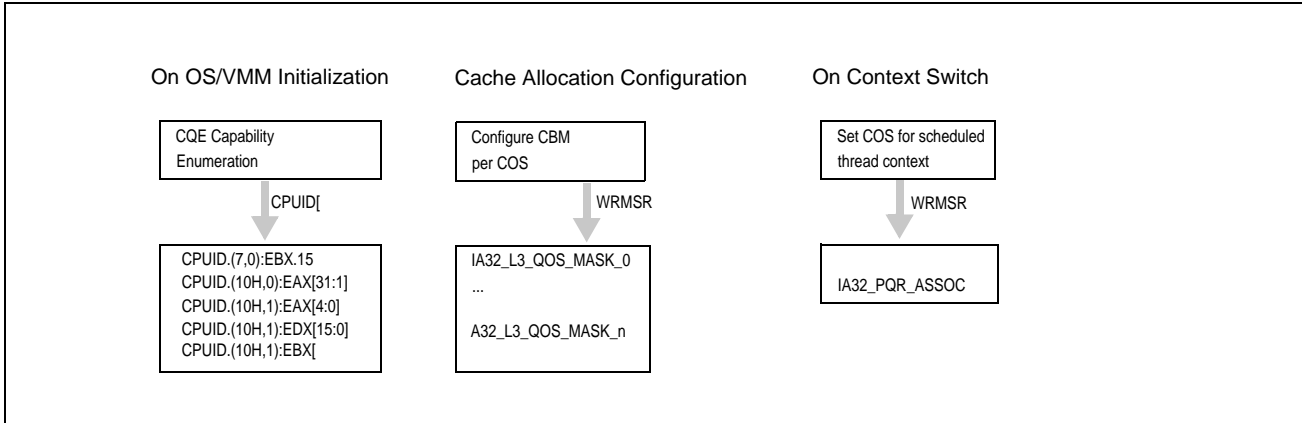 On OS/VMM Initialization
CQE Capability
Enumeration
CPUID[
CPUID.(7,0):EBX.15
CPUID.(10H,0):EAX[31:1]
CPUID.(10H,1):EAX[4:0]
CPUID.(10H,1):EDX[15:0]
CPUID.(10H,1):EBX[
Cache Allocation Configuration
Configure CBM
per COS
WRMSR
IA32_L3_QOS_MASK_0
...
A32_L3_QOS_MASK_n
On Context Switch
Set COS for scheduled
thread context
WRMSR
IA32_PQR_ASSOC